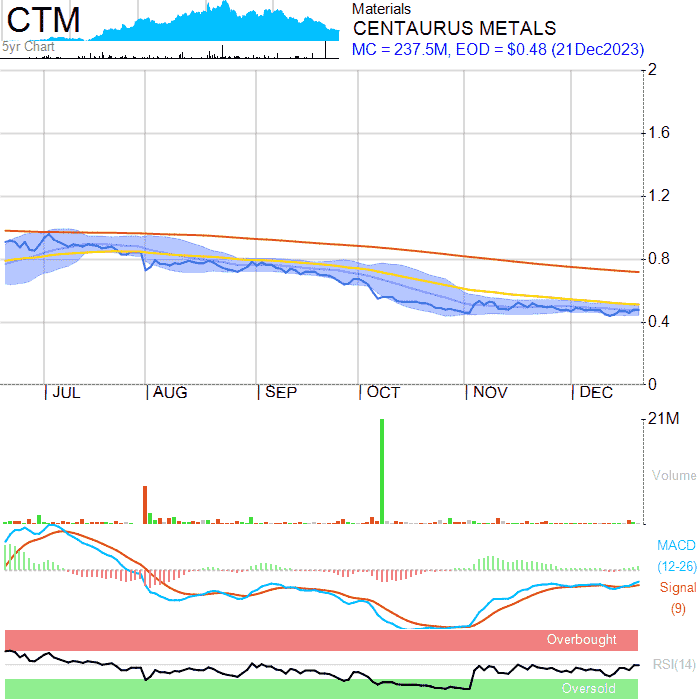 CTM
5yr Chart
Materials
CENTAURUS METALS
MC = 237.5M, EOD = $0.48 (21Dec2023)
2
1.6
1.2
0.8
0.4
0
JUL
AUG
SEP
OCT
NOV
DEC
21M
Volume
MACD
(12-26)
Signal
(9)
Overbought
RSI(14)
Oversold